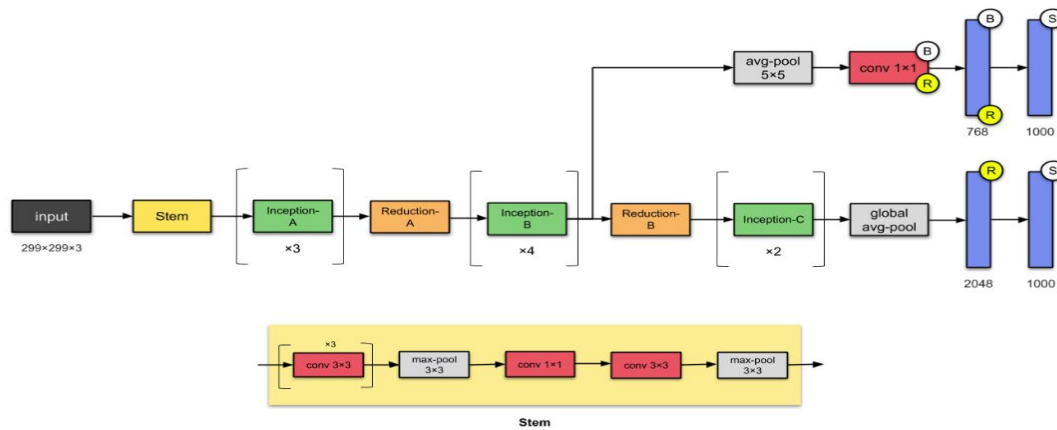 avg-pool
5×5
conv 1×1
B
R
B
R
768
S
1000
input
299×299×3
Stem
Inception-
A
×3
Reduction-
A
Inception-
B
×4
Reduction-
B
Inception-C
×2
global
avg-pool
R
2048
S
1000
×3
conv 3×3
max-pool
3×3
conv 1×1
conv 3×3
max-pool
3×3
Stem